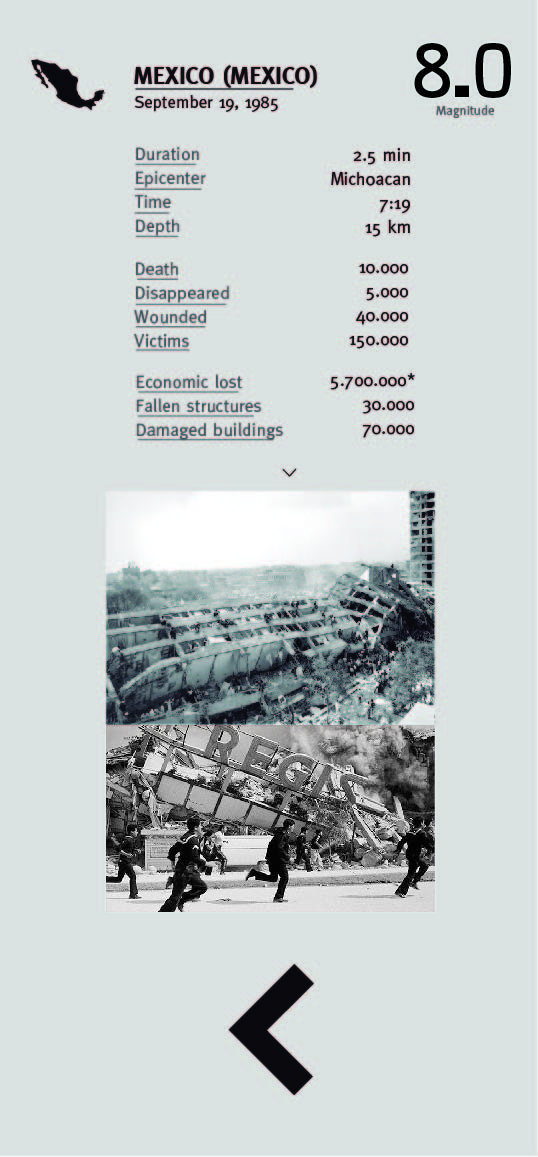 MEXICO (MEXICO)
September 19, 1985
8.0
Magnitude
Duration 2.5 min
Epicenter Michoacan
Time 7:19
Depth 15 km
Death 10.000
Disappeared 5.000
Wounded 40.000
Victims 150.000
Economic lost 5.700.000*
Fallen structures 30.000
Damaged buildings 70.000
REGIS